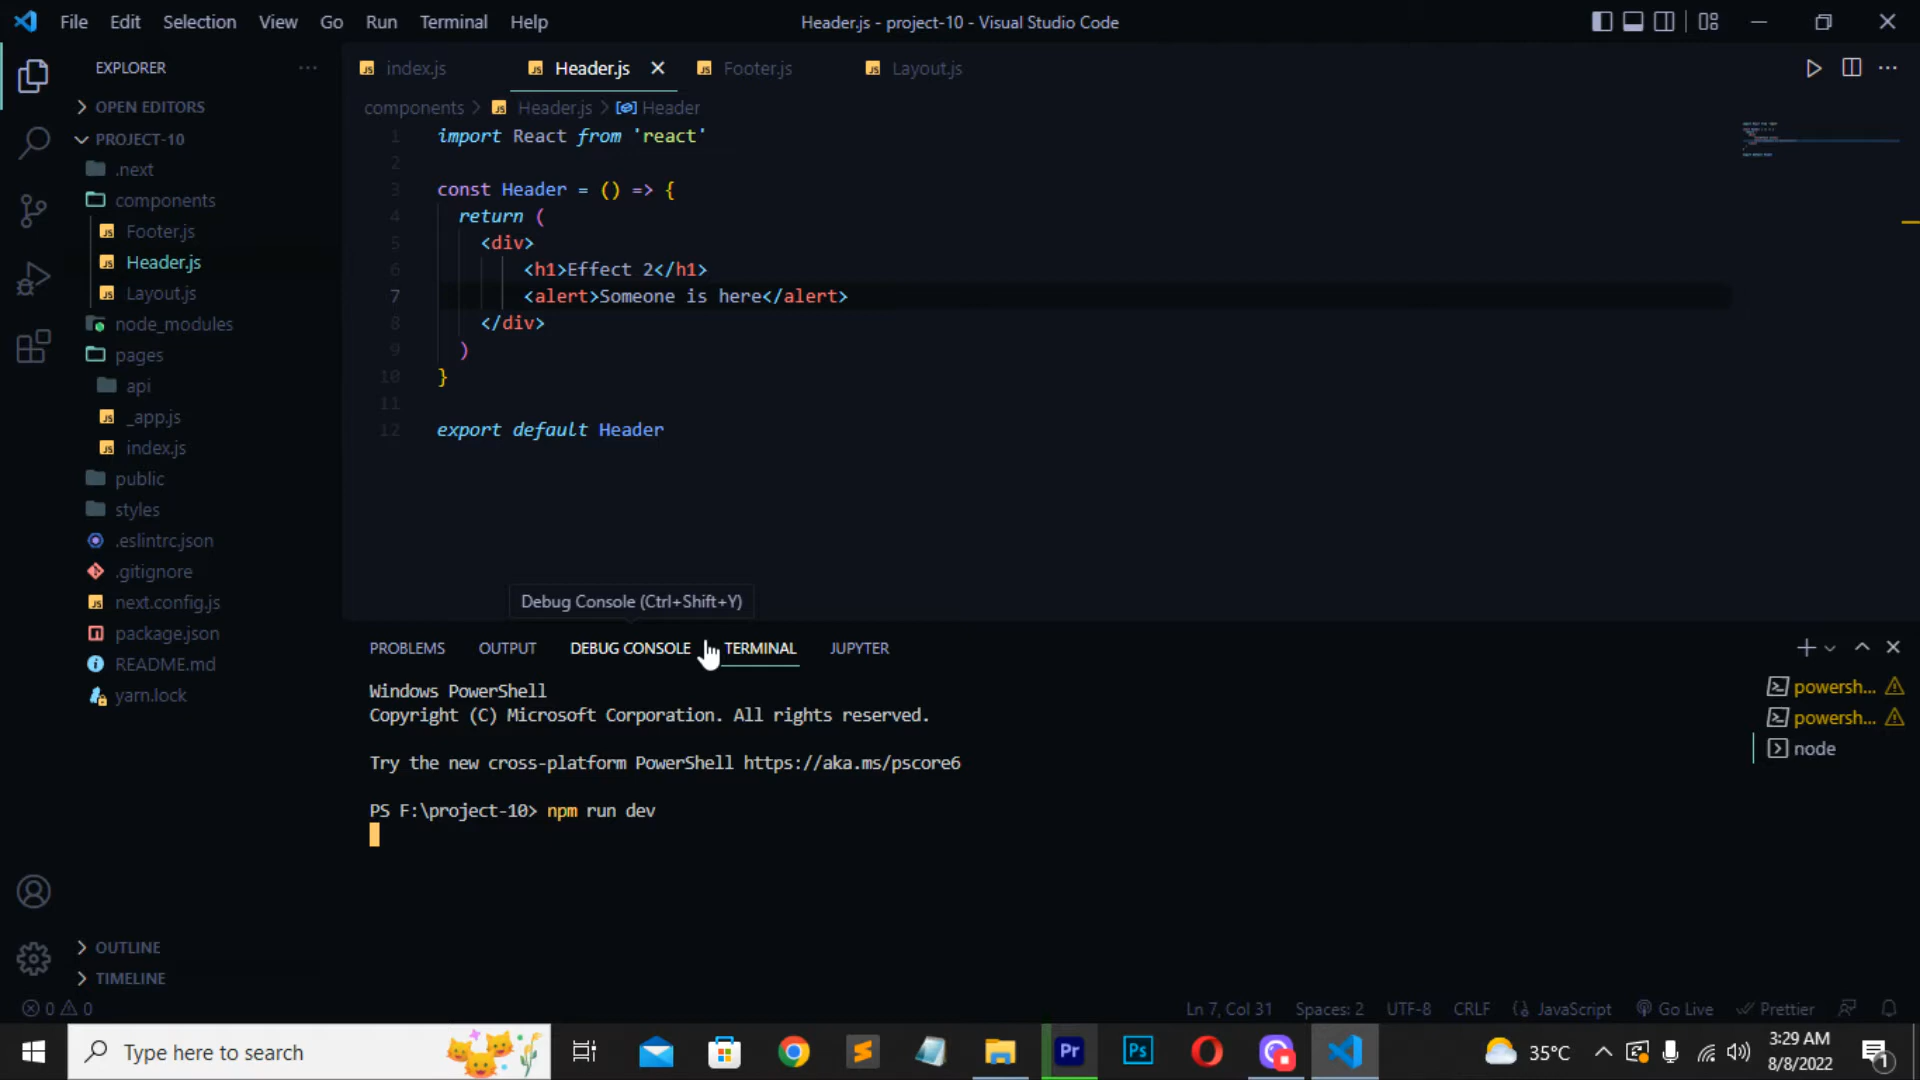 File Edit Selection View Go Run Terminal Help
Header.js - project-10 - Visual Studio Code
EXPLORER
OPEN EDITORS
PROJECT-10
.next
components
Footer.js
Header.js
Layout.js
node_modules
pages
api
_app.js
index.js
public
styles
.eslintrc.json
.gitignore
next.config.js
package.json
README.md
yarn.lock
OUTLINE
TIMELINE
index.js Header.js Footer.js Layout.js
components > Header.js > Header
1 import React from 'react'
2
3 const Header = () => {
4 return (
5 <div>
6 <h1>Effect 2</h1>
7 <alert>Someone is here</alert>
8 </div>
9 )
10 }
11
12 export default Header
Debug Console (Ctrl+Shift+Y)
PROBLEMS OUTPUT DEBUG CONSOLE TERMINAL JUPYTER
Windows PowerShell
Copyright (C) Microsoft Corporation. All rights reserved.
Try the new cross-platform PowerShell https://aka.ms/pscore6
PS F:\project-10> npm run dev
powersh...
powersh...
node
0 0
Ln 7, Col 31 Spaces: 2 UTF-8 CRLF JavaScript Go Live Prettier
Type here to search
Pr
Ps
35°C
3:29 AM
8/8/2022
1